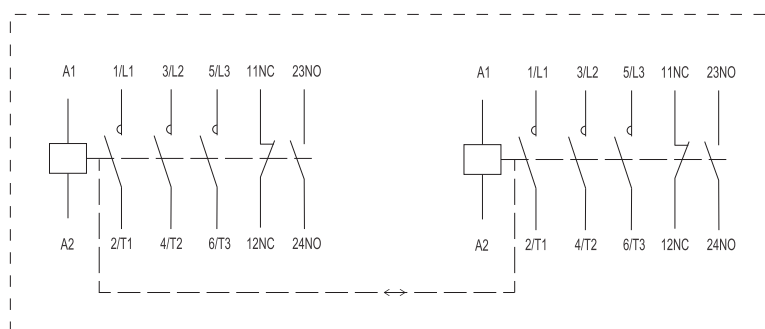 A1 1/L1 3/L2 5/L3 11NC 23NO A1 1/L1 3/L2 5/L3 11NC 23NO
A2 2/T1 4/T2 6/T3 12NC 24NO A2 2/T1 4/T2 6/T3 12NC 24NO